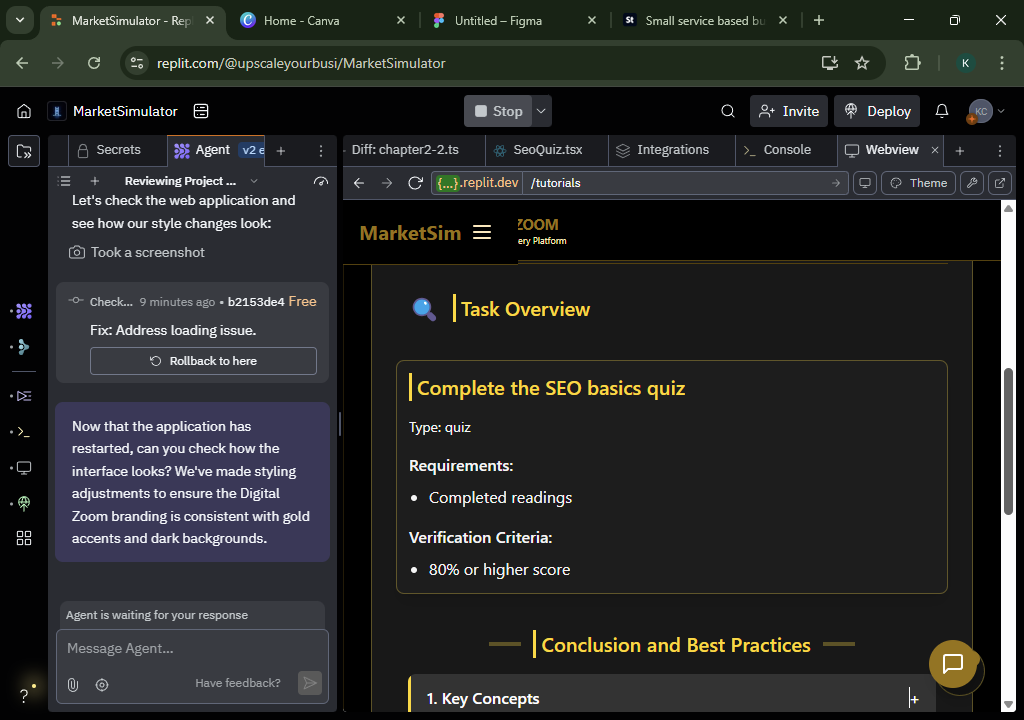 MarketSimulator - Repl
Home - Canva
Untitled – Figma
St
Small service based bu
replit.com/@upscaleyourbusi/MarketSimulator
K
MarketSimulator
Stop
Invite
Deploy
KC
Secrets
Agent
v2
Diff: chapter2-2.ts
SeoQuiz.tsx
Integrations
Console
Webview
Reviewing Project ...
{...}.replit.dev
/tutorials
Theme
Let's check the web application and
see how our style changes look:
Took a screenshot
Check... 9 minutes ago • b2153de4 Free
Fix: Address loading issue.
Rollback to here
Now that the application has
restarted, can you check how the
interface looks? We've made styling
adjustments to ensure the Digital
Zoom branding is consistent with gold
accents and dark backgrounds.
Agent is waiting for your response
Message Agent...
Have feedback?
?
MarketSim
ZOOM
ery Platform
Task Overview
Complete the SEO basics quiz
Type: quiz
Requirements:
• Completed readings
Verification Criteria:
• 80% or higher score
Conclusion and Best Practices
1. Key Concepts
+